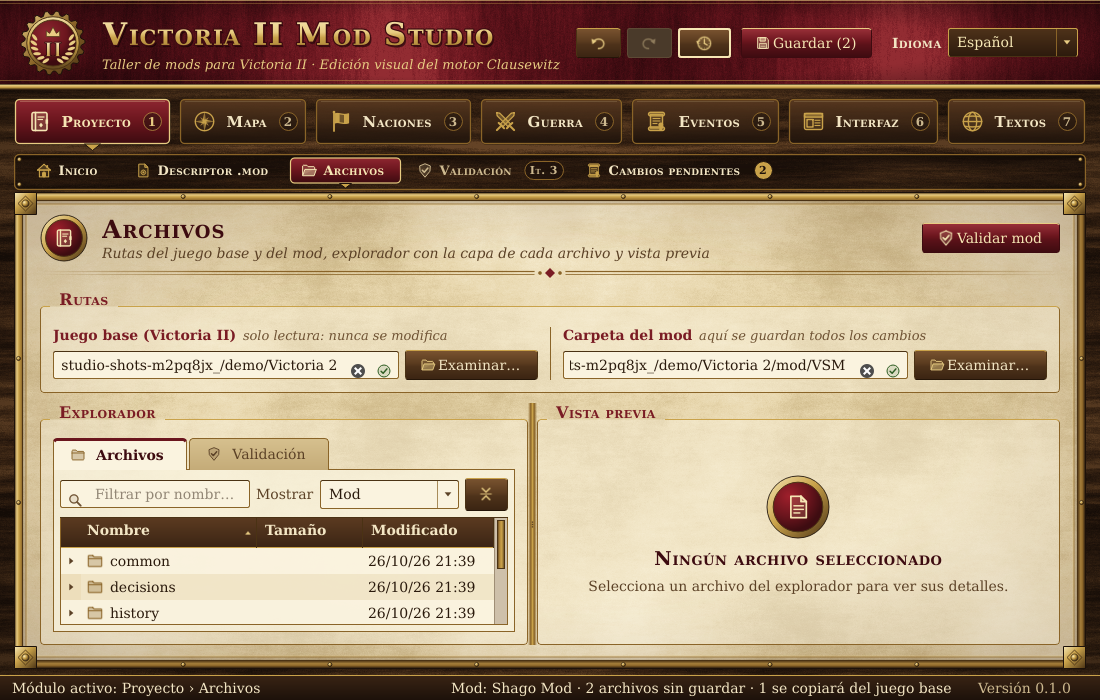 Victoria II Mod Studio
Taller de mods para Victoria II · Edición visual del motor Clausewitz
Guardar (2)
Idioma
Español
Proyecto 1
Mapa 2
Naciones 3
Guerra 4
Eventos 5
Interfaz 6
Textos 7
Inicio
Descriptor .mod
Archivos
Validación It. 3
Cambios pendientes 2
Archivos
Rutas del juego base y del mod, explorador con la capa de cada archivo y vista previa
Validar mod
Rutas
Juego base (Victoria II) solo lectura: nunca se modifica
studio-shots-m2pq8jx_/demo/Victoria 2
Examinar...
Carpeta del mod aquí se guardan todos los cambios
ts-m2pq8jx_/demo/Victoria 2/mod/VSM
Examinar...
Explorador
Archivos
Validación
Filtrar por nombr...
Mostrar
Mod
Nombre Tamaño Modificado
common 26/10/26 21:39
decisions 26/10/26 21:39
history 26/10/26 21:39
Vista previa
Ningún archivo seleccionado
Selecciona un archivo del explorador para ver sus detalles.
Módulo activo: Proyecto › Archivos
Mod: Shago Mod · 2 archivos sin guardar · 1 se copiará del juego base
Versión 0.1.0